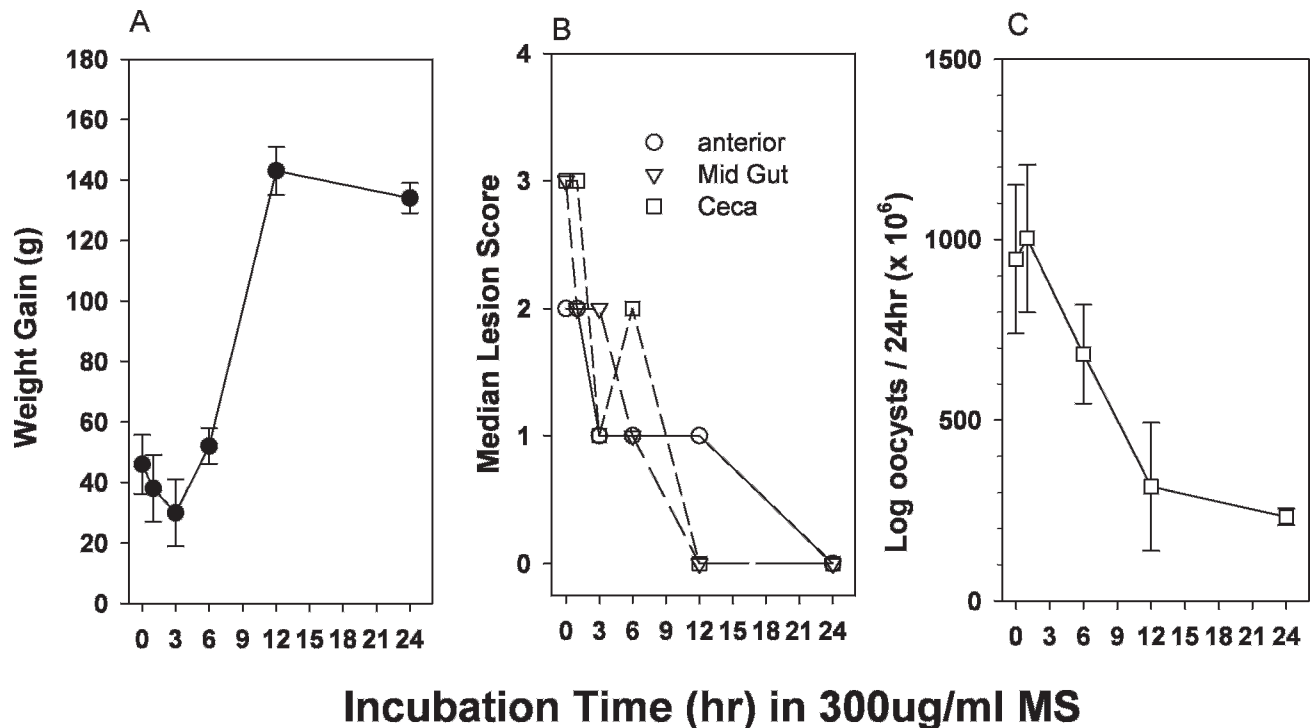 A
Weight Gain (g)
180
160
140
120
100
80
60
40
20
0
0 3 6 9 12 15 18 21 24
B
Median Lesion Score
4
3
2
1
0
anterior
Mid Gut
Ceca
0 3 6 9 12 15 18 21 24
C
Log oocysts / 24hr (x 10⁶)
1500
1000
500
0
0 3 6 9 12 15 18 21 24
Incubation Time (hr) in 300ug/ml MS